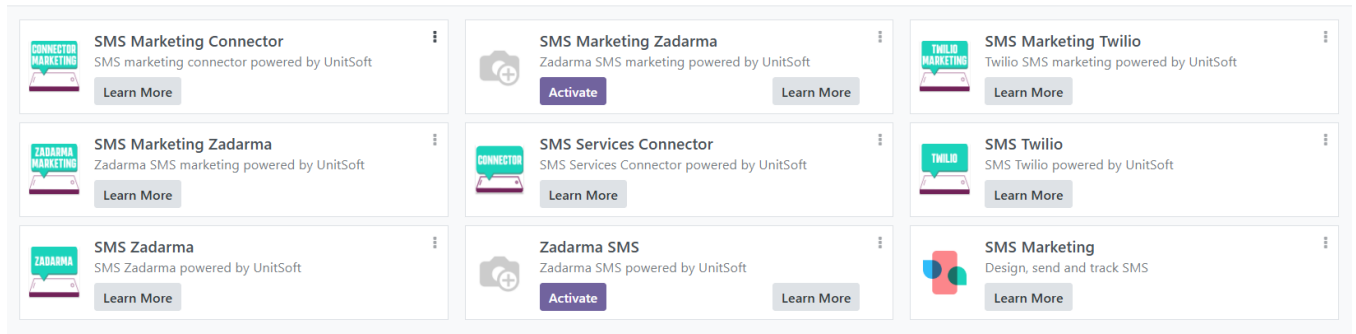 CONNECTOR
MARKETING
SMS Marketing Connector
SMS marketing connector powered by UnitSoft
Learn More
SMS Marketing Zadarma
Zadarma SMS marketing powered by UnitSoft
Activate
Learn More
TWILIO
MARKETING
SMS Marketing Twilio
Twilio SMS marketing powered by UnitSoft
Learn More
ZADARMA
MARKETING
SMS Marketing Zadarma
Zadarma SMS marketing powered by UnitSoft
Learn More
CONNECTOR
SMS Services Connector
SMS Services Connector powered by UnitSoft
Learn More
TWILIO
SMS Twilio
SMS Twilio powered by UnitSoft
Learn More
ZADARMA
SMS Zadarma
SMS Zadarma powered by UnitSoft
Learn More
Zadarma SMS
Zadarma SMS powered by UnitSoft
Activate
Learn More
SMS Marketing
Design, send and track SMS
Learn More